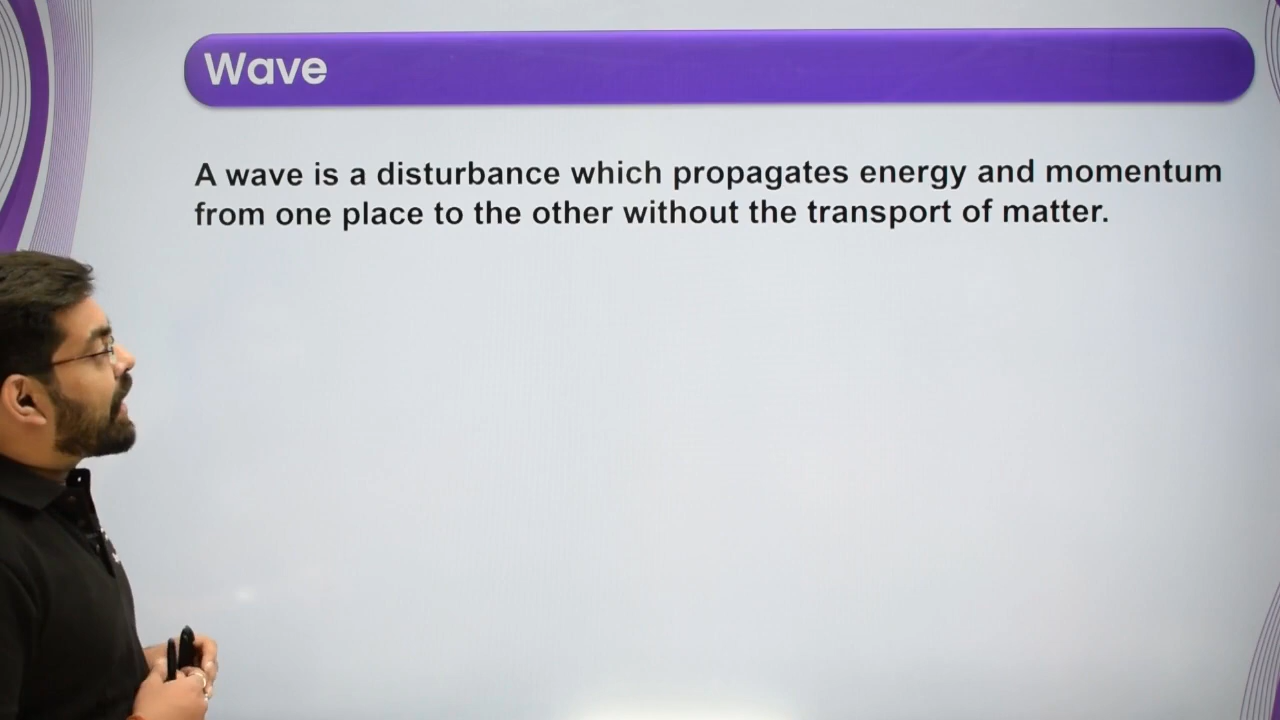 Wave
A wave is a disturbance which propagates energy and momentum
from one place to the other without the transport of matter.